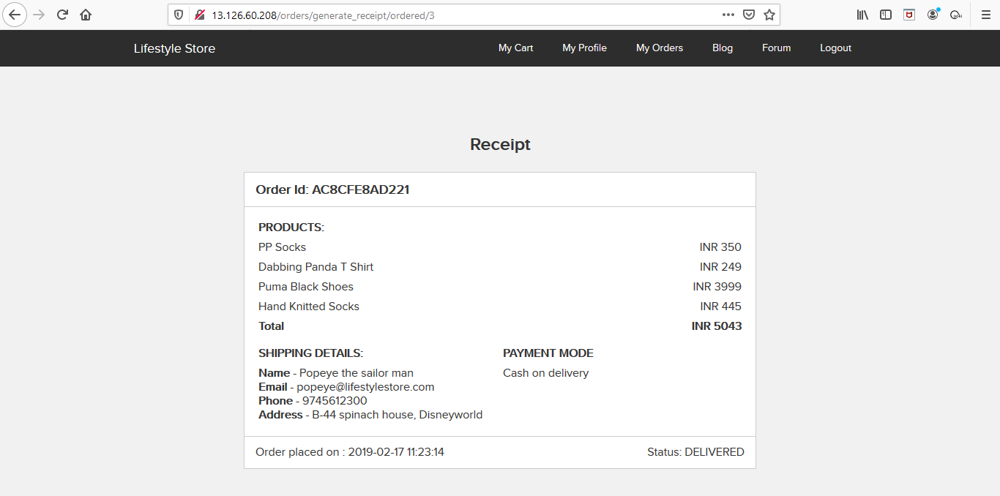 13.126.60.208/orders/generate_receipt/ordered/3
Lifestyle Store My Cart My Profile My Orders Blog Forum Logout
Receipt
Order Id: AC8CFE8AD221
PRODUCTS:
PP Socks INR 350
Dabbing Panda T Shirt INR 249
Puma Black Shoes INR 3999
Hand Knitted Socks INR 445
Total INR 5043
SHIPPING DETAILS: PAYMENT MODE
Name - Popeye the sailor man Cash on delivery
Email - popeye@lifestylestore.com
Phone - 9745612300
Address - B-44 spinach house, Disneyworld
Order placed on : 2019-02-17 11:23:14 Status: DELIVERED